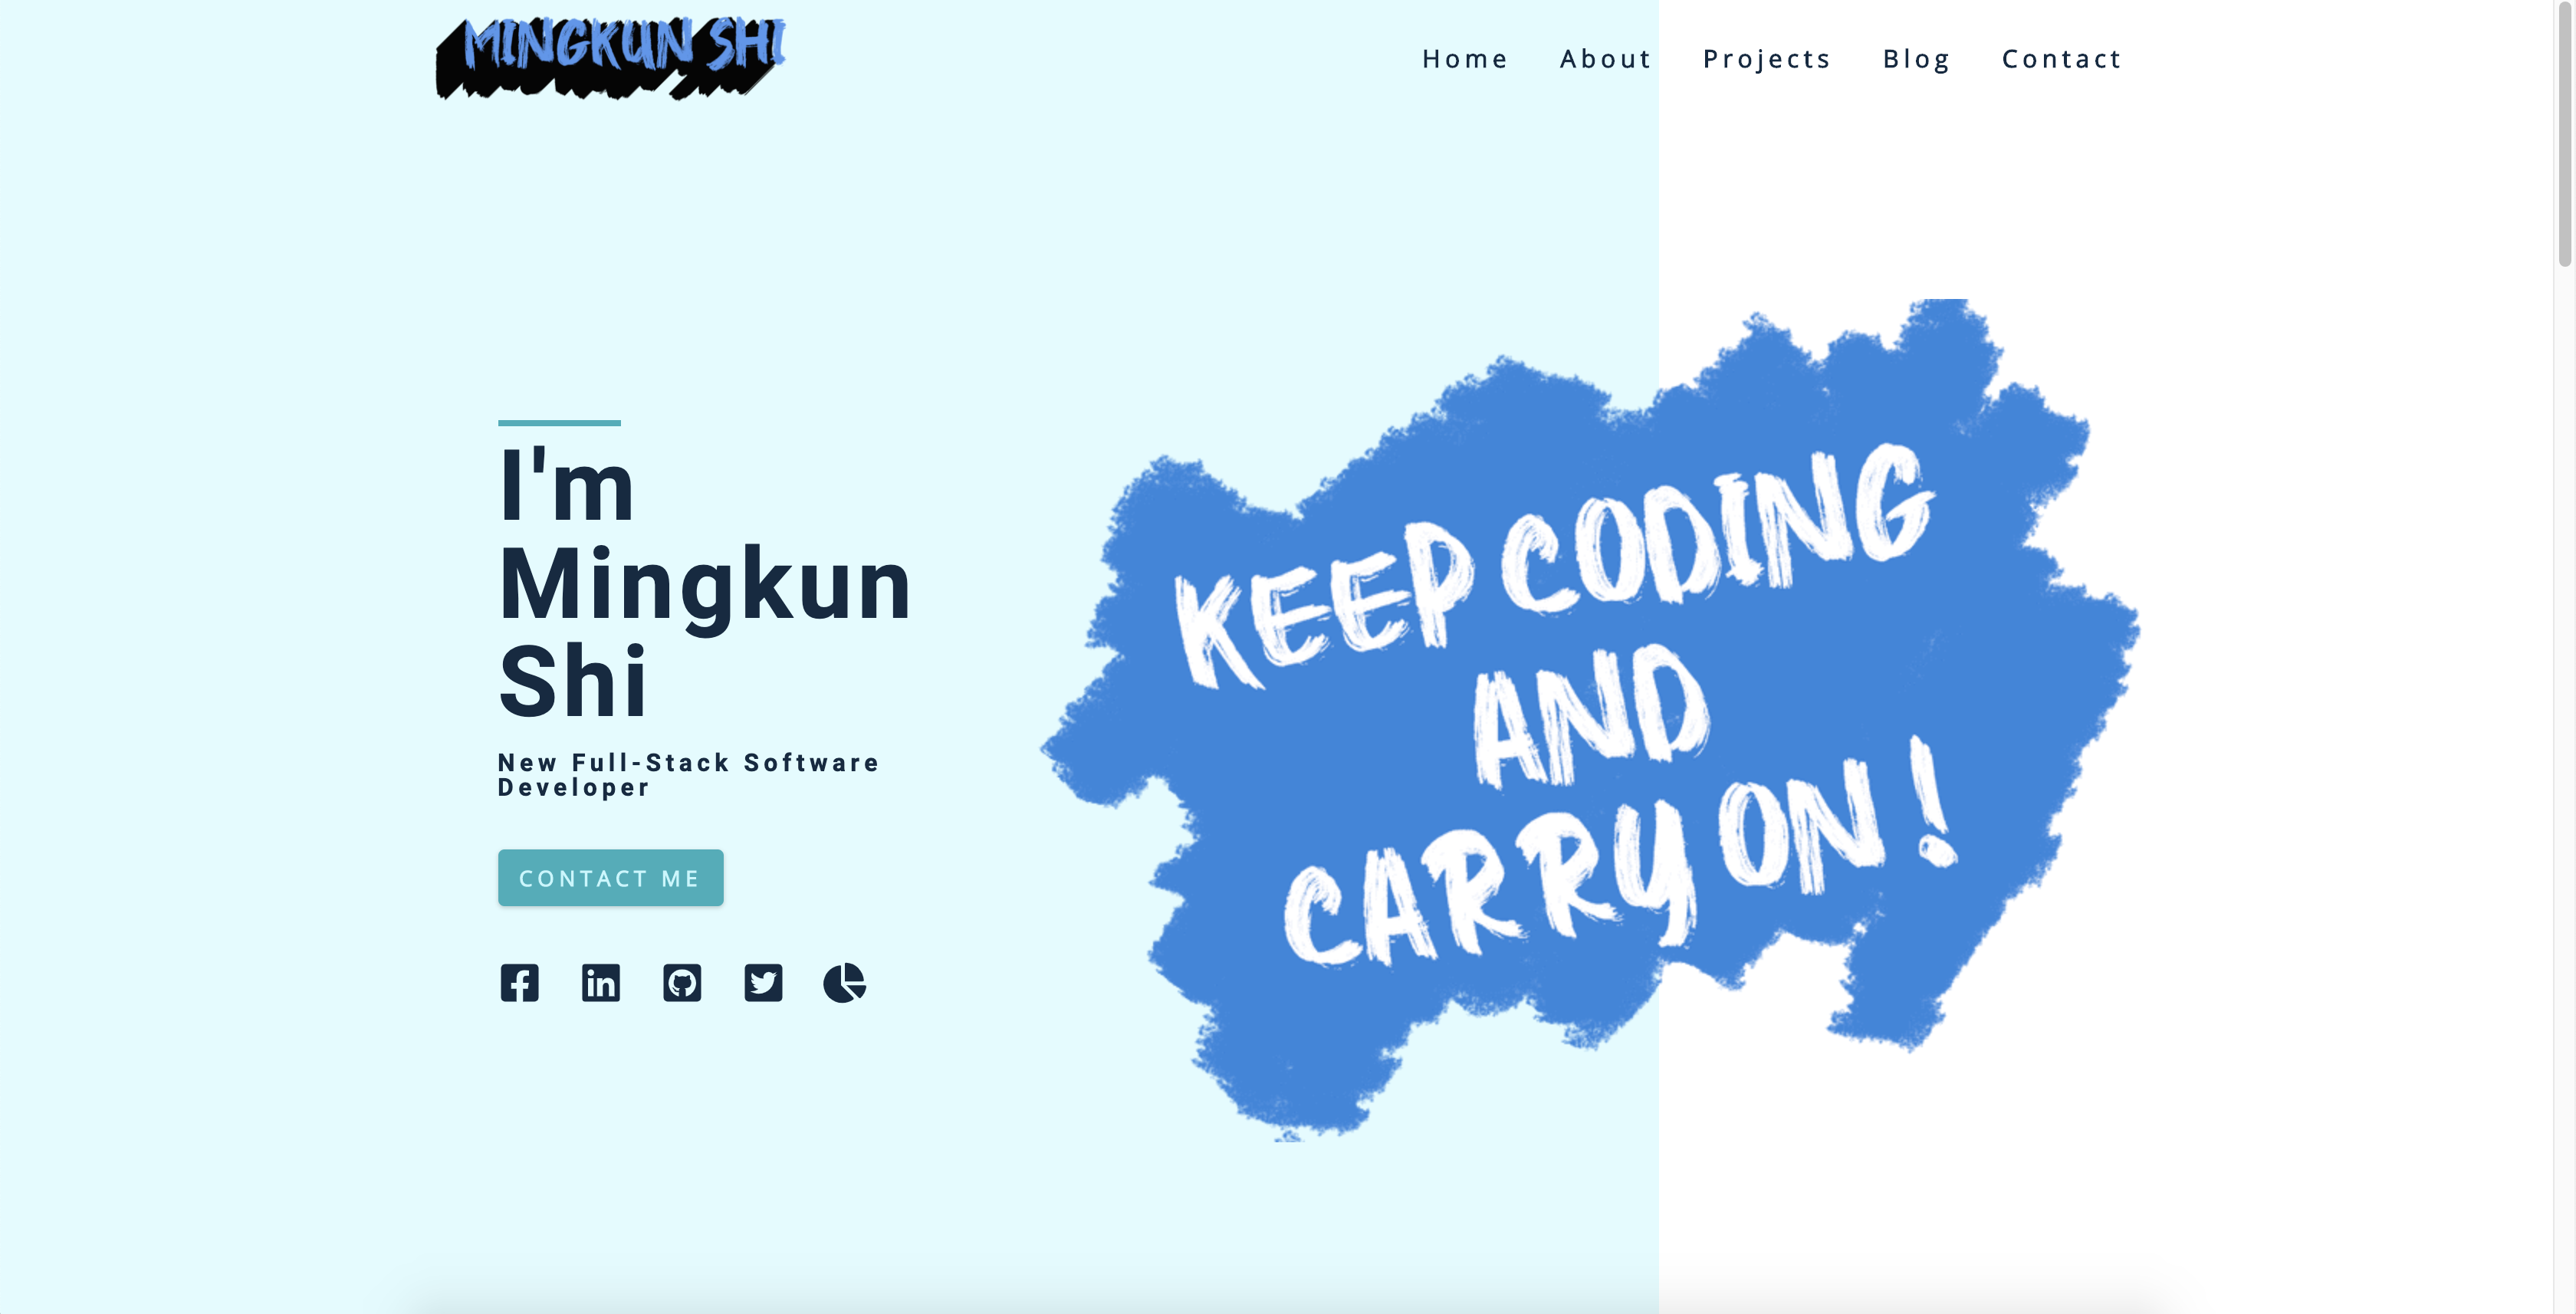 MINGKUN SHI
Home About Projects Blog Contact
I'm
Mingkun
Shi
New Full-Stack Software
Developer
CONTACT ME
KEEP CODING
AND
CARRY ON !